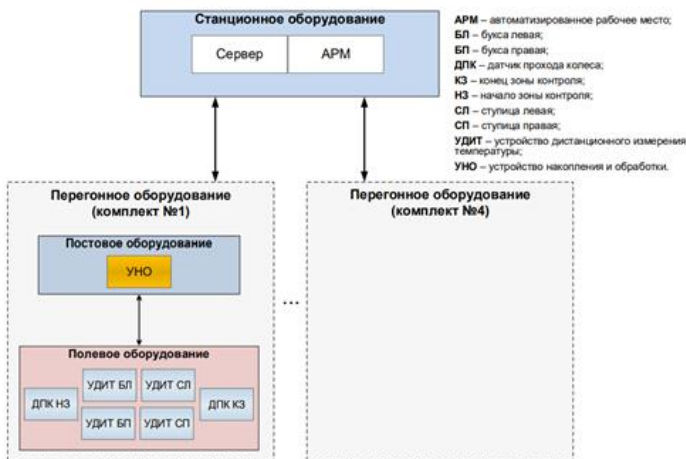 Станционное оборудование
Сервер
АРМ
АРМ – автоматизированное рабочее место;
БЛ – букса левая;
БП – букса правая;
ДПК – датчик прохода колеса;
КЗ – конец зоны контроля;
НЗ – начало зоны контроля;
СЛ – ступица левая;
СП – ступица правая;
УДИТ – устройство дистанционного измерения
температуры;
УНО – устройство накопления и обработки.
Перегонное оборудование
(комплект №1)
Постовое оборудование
УНО
Полевое оборудование
ДПК НЗ
УДИТ БЛ
УДИТ СЛ
УДИТ БП
УДИТ СП
ДПК КЗ
...
Перегонное оборудование
(комплект №4)